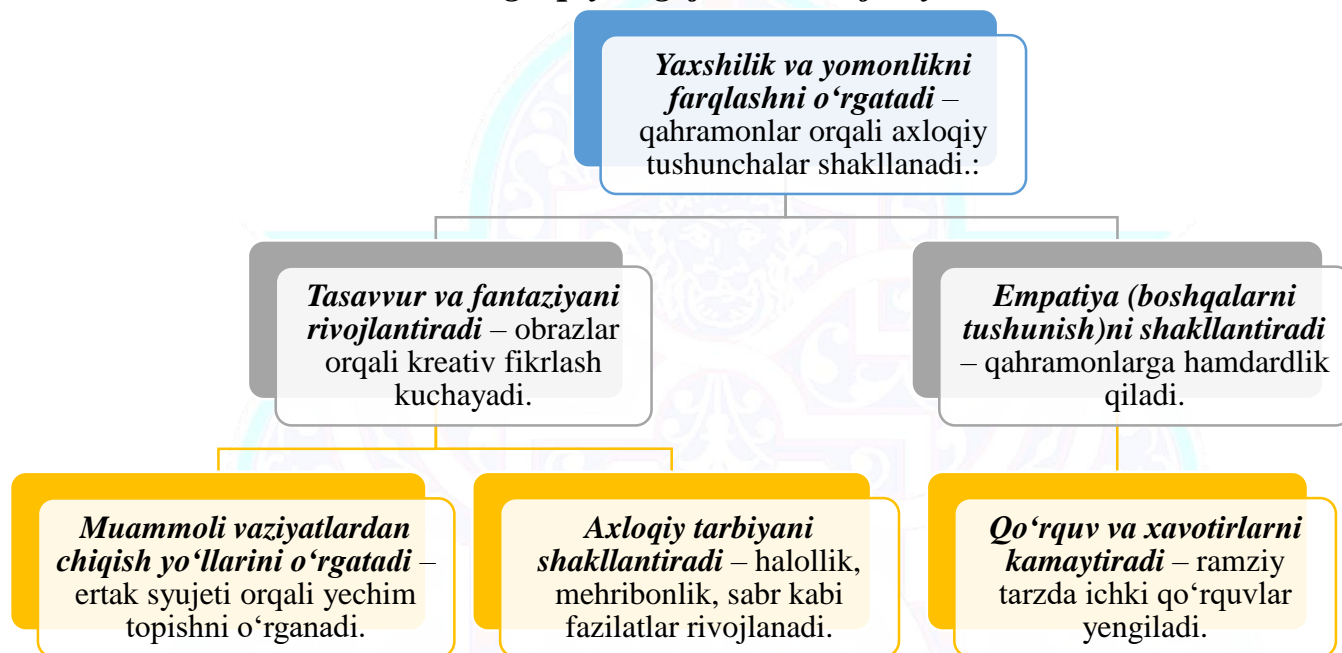 Yaxshilik va yomonlikni
farqlashni o‘rgatadi –
qahramonlar orqali axloqiy
tushunchalar shakllanadi.:
Tasavvur va fantaziyani
rivojlantiradi – obrazlar
orqali kreativ fikrlash
kuchayadi.
Empatiya (boshqalarni
tushunish)ni shakllantiradi
– qahramonlarga hamdardlik
qiladi.
Muammoli vaziyatlardan
chiqish yo‘llarini o‘rgatadi –
ertak syujeti orqali yechim
topishni o‘rganadi.
Axloqiy tarbiyani
shakllantiradi – halollik,
mehribonlik, sabr kabi
fazilatlar rivojlanadi.
Qo‘rquv va xavotirlarni
kamaytiradi – ramziy
tarzda ichki qo‘rquvlar
yengiladi.